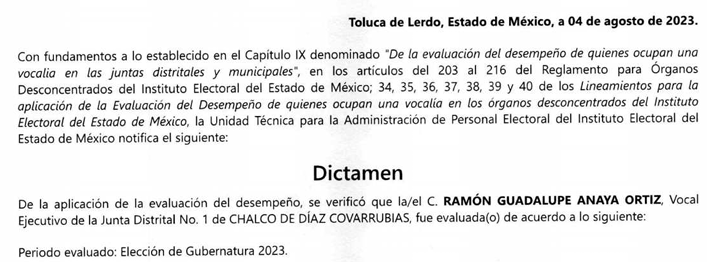 Toluca de Lerdo, Estado de México, a 04 de agosto de 2023.
Con fundamentos a lo establecido en el Capítulo IX denominado "De la evaluación del desempeño de quienes ocupan una
vocalia en las juntas distritales y municipales", en los artículos del 203 al 216 del Reglamento para Órganos
Desconcentrados del Instituto Electoral del Estado de México; 34, 35, 36, 37, 38, 39 y 40 de los Lineamientos para la
aplicación de la Evaluación del Desempeño de quienes ocupan una vocalía en los órganos desconcentrados del Instituto
Electoral del Estado de México, la Unidad Técnica para la Administración de Personal Electoral del Instituto Electoral del
Estado de México notifica el siguiente:
Dictamen
De la aplicación de la evaluación del desempeño, se verificó que la/el C. RAMÓN GUADALUPE ANAYA ORTIZ, Vocal
Ejecutivo de la Junta Distrital No. 1 de CHALCO DE DÍAZ COVARRUBIAS, fue evaluada(o) de acuerdo a lo siguiente:
Periodo evaluado: Elección de Gubernatura 2023.